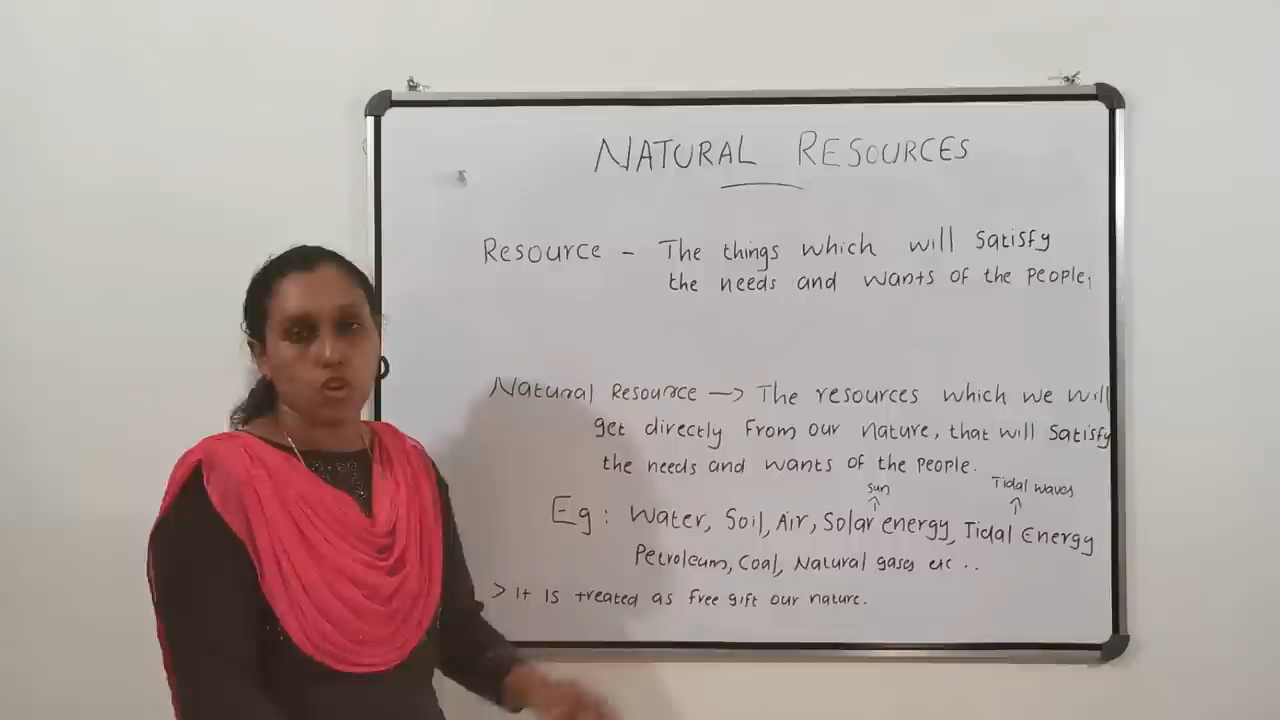 NATURAL RESOURCES
Resource - The things which will satisfy
the needs and wants of the people,
Natural Resource -> The resources which we will
get directly from our nature, that will satisfy
the needs and wants of the people.
sun Tidal waves
Eg : Water, Soil, Air, Solar energy, Tidal Energy
Petroleum, Coal, Natural gases etc ..
> It is treated as free gift our nature.